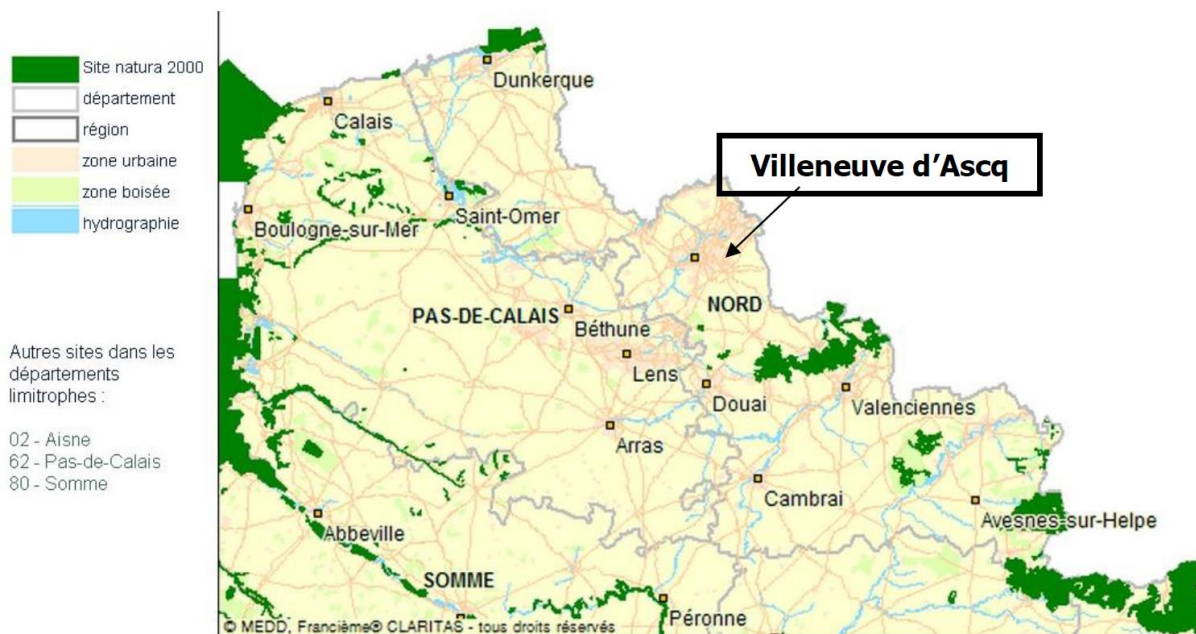 Site natura 2000
département
région
zone urbaine
zone boisée
hydrographie
Autres sites dans les
départements
limitrophes :
02 - Aisne
62 - Pas-de-Calais
80 - Somme
Dunkerque
Calais
Villeneuve d’Ascq
Saint-Omer
Boulogne-sur-Mer
NORD
PAS-DE-CALAIS
Béthune
Lens
Douai
Valenciennes
Arras
Cambrai
Avesnes-sur-Helpe
Abbeville
SOMME
Péronne
© MEDD, Francième® CLARITAS - tous droits réservés